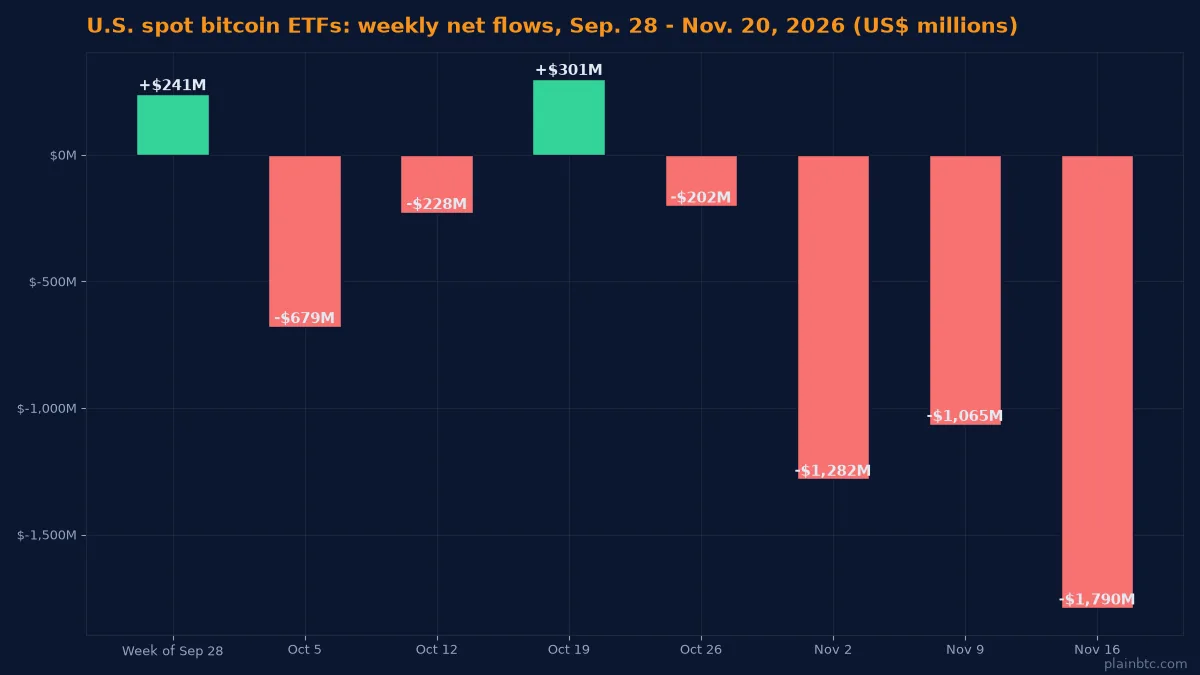 U.S. spot bitcoin ETFs: weekly net flows, Sep. 28 - Nov. 20, 2026 (US$ millions)
+$301M
+$241M
$0M
-$202M
-$228M
$-500M
-$679M
$-1,000M
-$1,065M
-$1,282M
$-1,500M
-$1,790M
Week of Sep 28 Oct 5 Oct 12 Oct 19 Oct 26 Nov 2 Nov 9 Nov 16
plainbtc.com